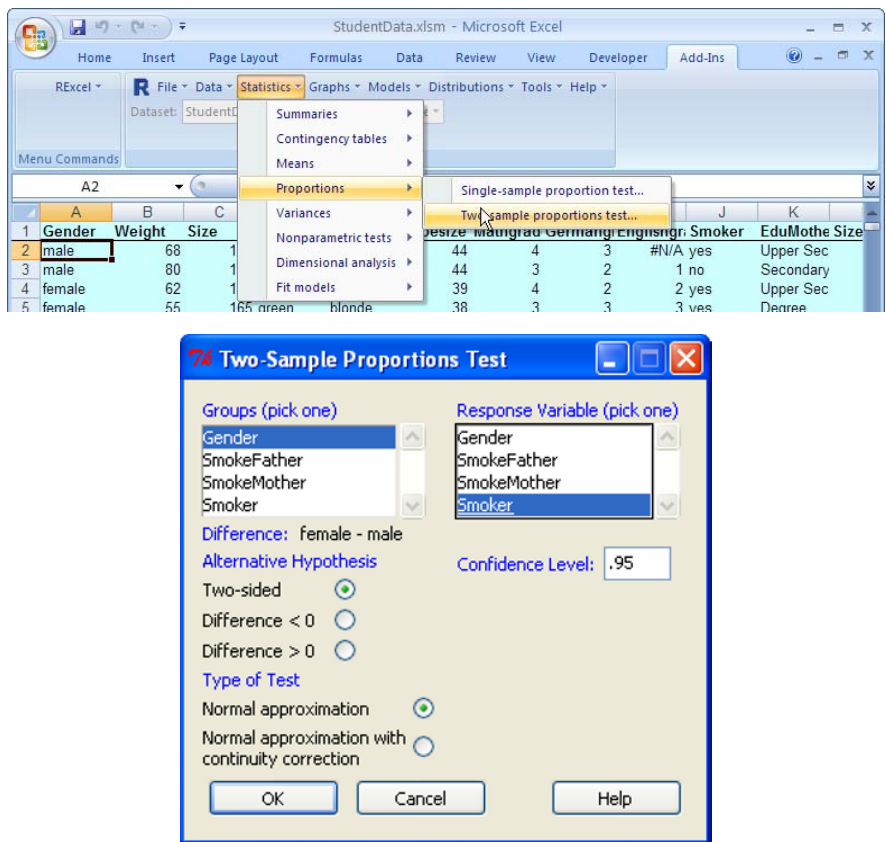 StudentData.xlsm - Microsoft Excel
Home Insert Page Layout Formulas Data Review View Developer Add-Ins
RExcel R File Data Statistics Graphs Models Distributions Tools Help
Dataset:
Summaries
Contingency tables
Menu Commands
Means
A2 Proportions Single-sample proportion test...
Variances Two-sample proportions test...
Nonparametric tests
Dimensional analysis
Fit models
A B C J K
1 Gender Weight Size Smoker EduMothe Size
2 male 68 1 44 4 3 #N/A yes Upper Sec
3 male 80 1 44 3 2 1 no Secondary
4 female 62 1 39 4 2 2 yes Upper Sec
5 female 55 165 green blonde 38 3 3 3 yes Degree
Two-Sample Proportions Test
Groups (pick one) Response Variable (pick one)
Gender Gender
SmokeFather SmokeFather
SmokeMother SmokeMother
Smoker Smoker
Difference: female - male
Alternative Hypothesis Confidence Level: .95
Two-sided
Difference < 0
Difference > 0
Type of Test
Normal approximation
Normal approximation with
continuity correction
OK Cancel Help